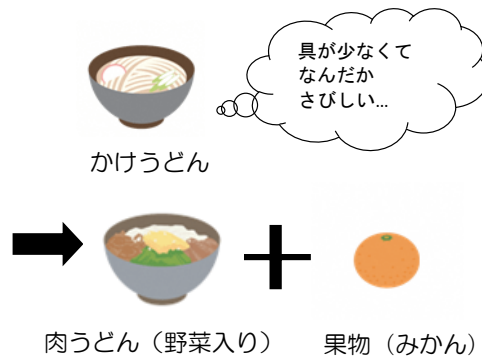 具が少なくて
なんだか
さびしい...
かけうどん
肉うどん（野菜入り）
果物（みかん）